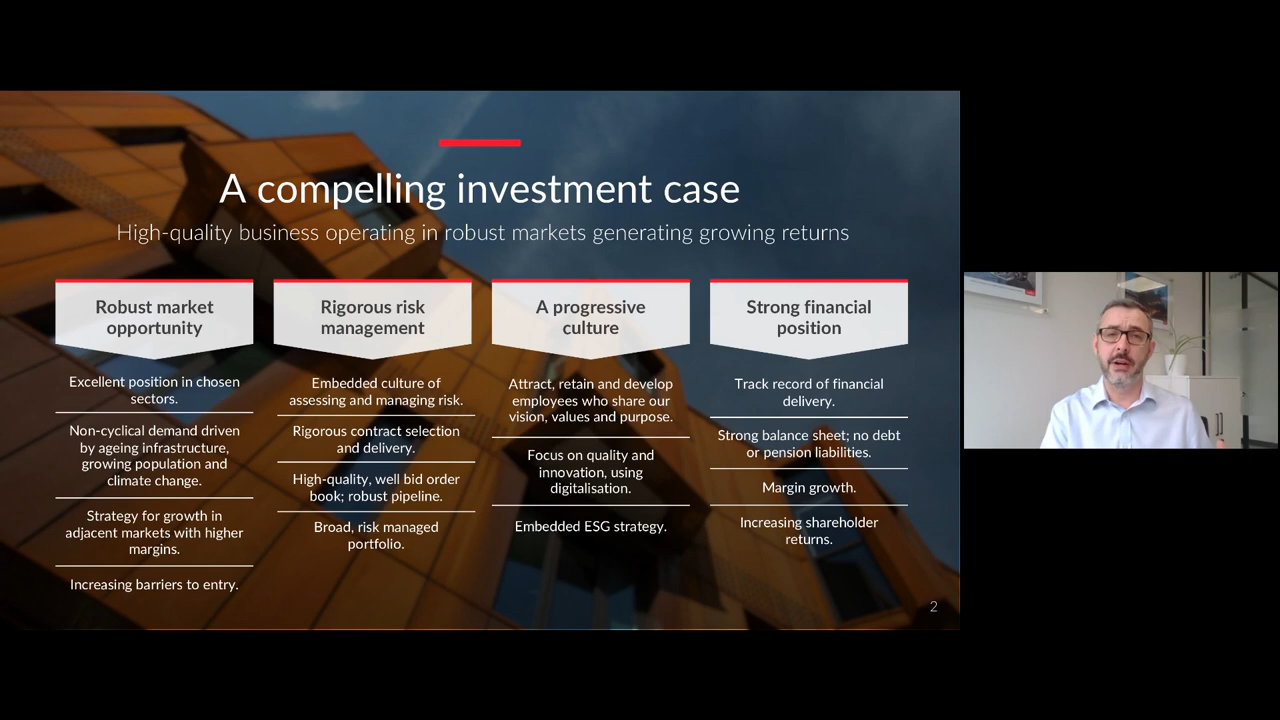 A compelling investment case
High-quality business operating in robust markets generating growing returns
Robust market
opportunity
Excellent position in chosen
sectors.
Non-cyclical demand driven
by ageing infrastructure,
growing population and
climate change.
Strategy for growth in
adjacent markets with higher
margins.
Increasing barriers to entry.
Rigorous risk
management
Embedded culture of
assessing and managing risk.
Rigorous contract selection
and delivery.
High-quality, well bid order
book; robust pipeline.
Broad, risk managed
portfolio.
A progressive
culture
Attract, retain and develop
employees who share our
vision, values and purpose.
Focus on quality and
innovation, using
digitalisation.
Embedded ESG strategy.
Strong financial
position
Track record of financial
delivery.
Strong balance sheet; no debt
or pension liabilities.
Margin growth.
Increasing shareholder
returns.
2